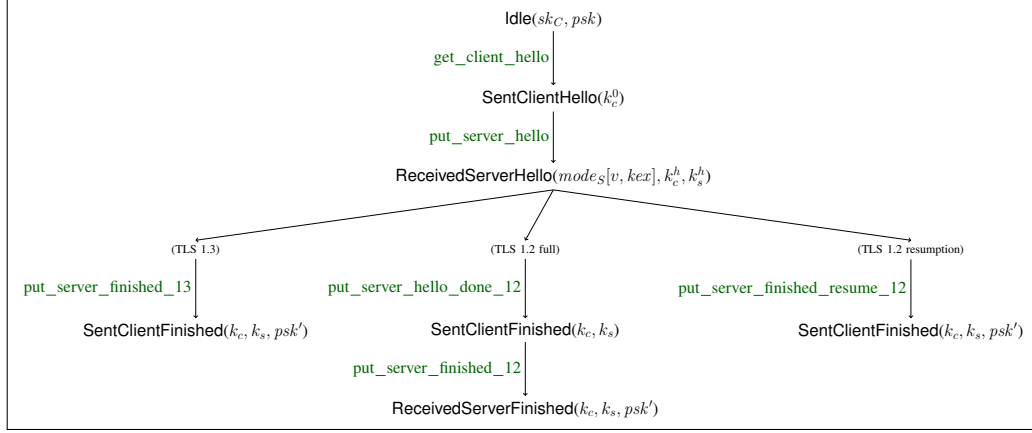 Idle(sk_C, psk)
get_client_hello
SentClientHello(k_c^0)
put_server_hello
ReceivedServerHello(mode_S[v, kex], k_c^h, k_s^h)
(TLS 1.3) (TLS 1.2 full) (TLS 1.2 resumption)
put_server_finished_13 put_server_hello_done_12 put_server_finished_resume_12
SentClientFinished(k_c, k_s, psk′) SentClientFinished(k_c, k_s) SentClientFinished(k_c, k_s, psk′)
put_server_finished_12
ReceivedServerFinished(k_c, k_s, psk′)